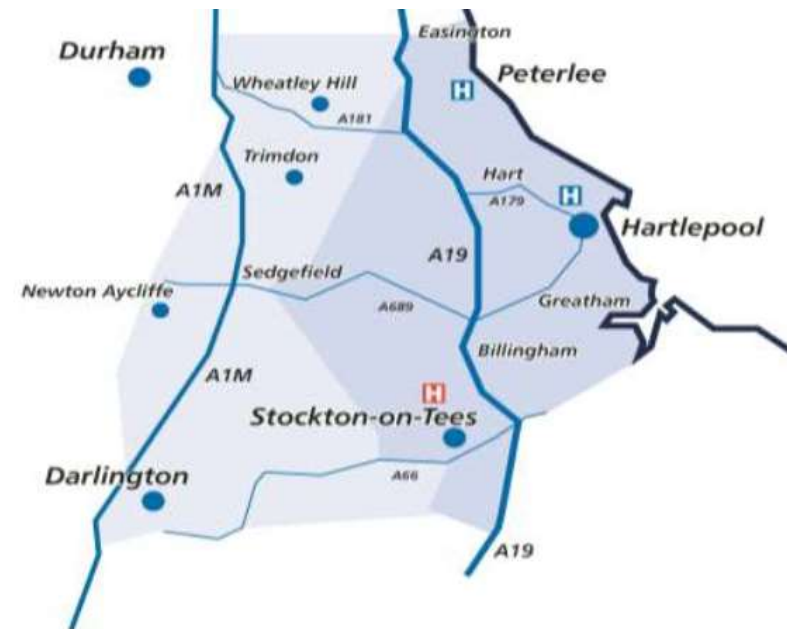 Easington
Durham
Peterlee
Wheatley Hill
H
A181
Trimdon
Hart
A1M
H
A179
Hartlepool
A19
Sedgefield
Newton Aycliffe
Greatham
A689
Billingham
A1M
H
Stockton-on-Tees
Darlington
A66
A19